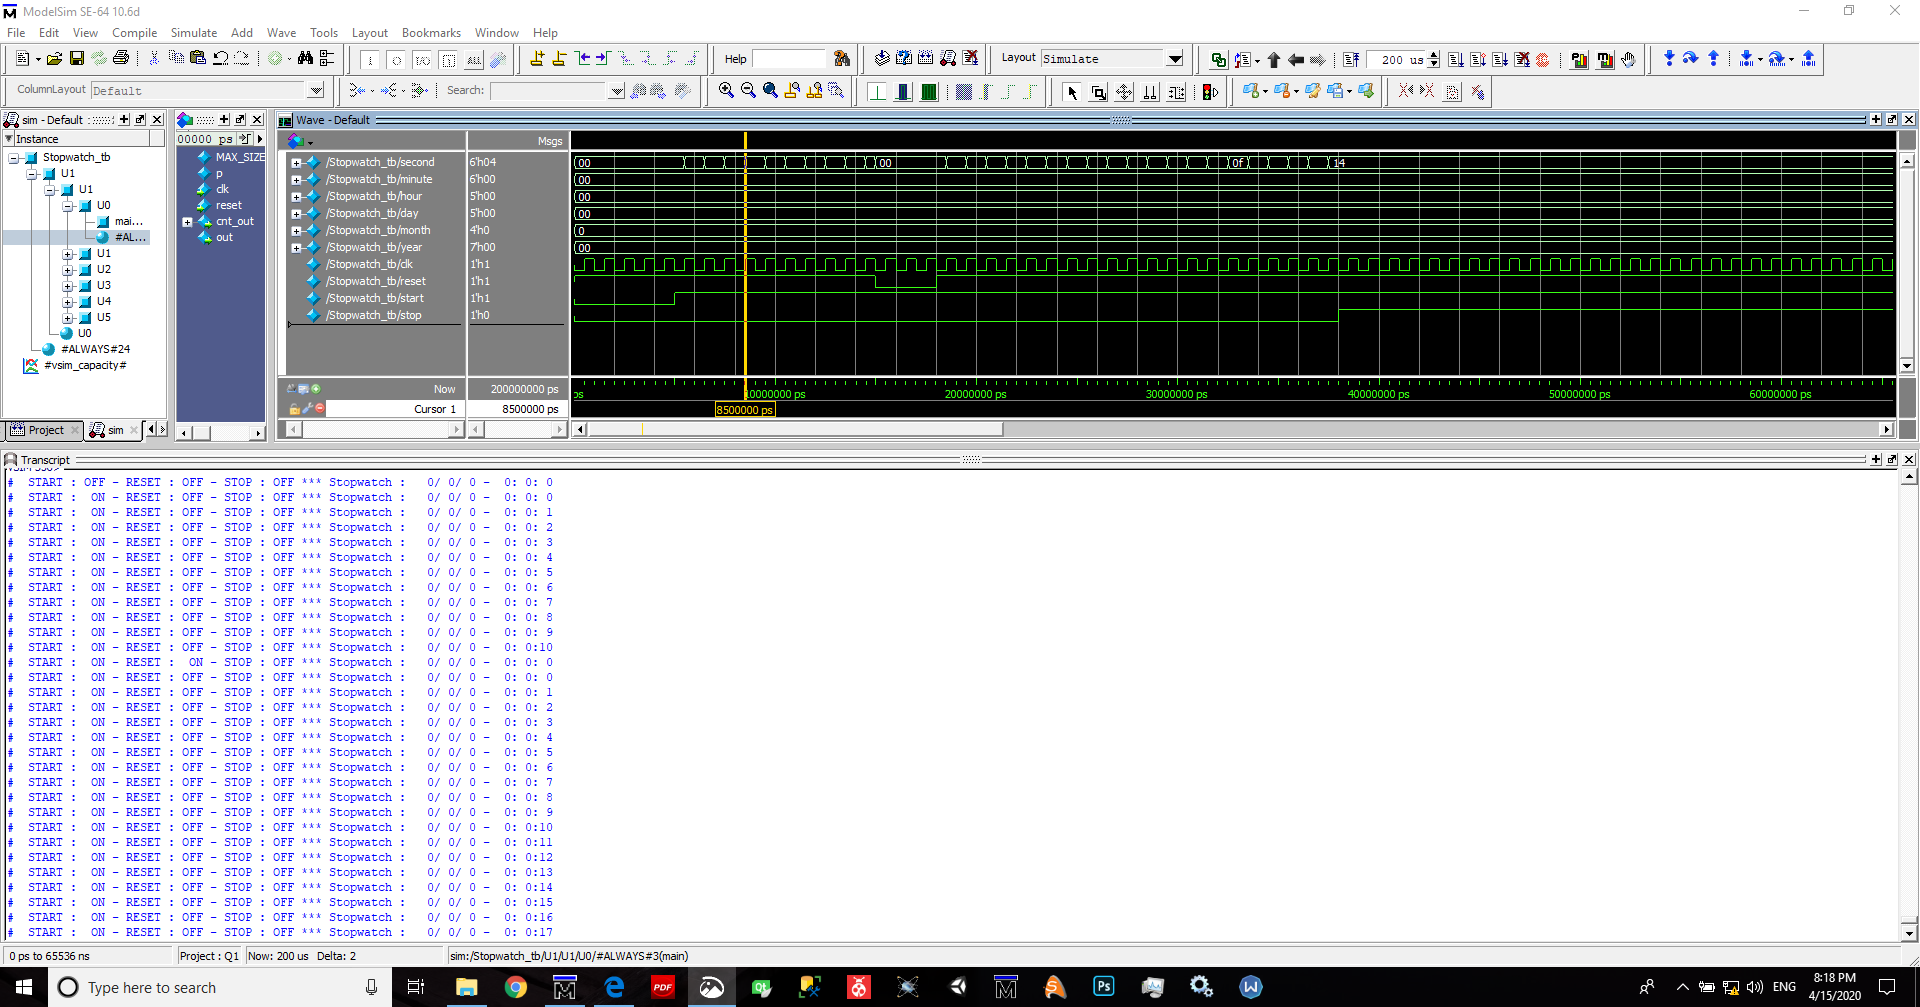 ModelSim SE-64 10.6d
File Edit View Compile Simulate Add Wave Tools Layout Bookmarks Window Help
Help
Layout Simulate
200 us
ColumnLayout Default
Search:
sim - Default
Instance
Stopwatch_tb
U1
U1
U0
mai...
#AL...
U1
U2
U3
U4
U5
U0
#ALWAYS#24
#vsim_capacity#
Project
sim
00000 ps
MAX_SIZE
p
clk
reset
cnt_out
out
Wave - Default
Msgs
/Stopwatch_tb/second 6'h04 00 00 0f 14
/Stopwatch_tb/minute 6'h00 00
/Stopwatch_tb/hour 5'h00 00
/Stopwatch_tb/day 5'h00 00
/Stopwatch_tb/month 4'h0 0
/Stopwatch_tb/year 7'h00 00
/Stopwatch_tb/clk 1'h1
/Stopwatch_tb/reset 1'h1
/Stopwatch_tb/start 1'h1
/Stopwatch_tb/stop 1'h0
Now 200000000 ps ps 10000000 ps 20000000 ps 30000000 ps 40000000 ps 50000000 ps 60000000 ps
Cursor 1 8500000 ps 8500000 ps
Transcript
# START : OFF - RESET : OFF - STOP : OFF *** Stopwatch : 0/ 0/ 0 - 0: 0: 0
# START : ON - RESET : OFF - STOP : OFF *** Stopwatch : 0/ 0/ 0 - 0: 0: 0
# START : ON - RESET : OFF - STOP : OFF *** Stopwatch : 0/ 0/ 0 - 0: 0: 1
# START : ON - RESET : OFF - STOP : OFF *** Stopwatch : 0/ 0/ 0 - 0: 0: 2
# START : ON - RESET : OFF - STOP : OFF *** Stopwatch : 0/ 0/ 0 - 0: 0: 3
# START : ON - RESET : OFF - STOP : OFF *** Stopwatch : 0/ 0/ 0 - 0: 0: 4
# START : ON - RESET : OFF - STOP : OFF *** Stopwatch : 0/ 0/ 0 - 0: 0: 5
# START : ON - RESET : OFF - STOP : OFF *** Stopwatch : 0/ 0/ 0 - 0: 0: 6
# START : ON - RESET : OFF - STOP : OFF *** Stopwatch : 0/ 0/ 0 - 0: 0: 7
# START : ON - RESET : OFF - STOP : OFF *** Stopwatch : 0/ 0/ 0 - 0: 0: 8
# START : ON - RESET : OFF - STOP : OFF *** Stopwatch : 0/ 0/ 0 - 0: 0: 9
# START : ON - RESET : OFF - STOP : OFF *** Stopwatch : 0/ 0/ 0 - 0: 0:10
# START : ON - RESET : ON - STOP : OFF *** Stopwatch : 0/ 0/ 0 - 0: 0: 0
# START : ON - RESET : OFF - STOP : OFF *** Stopwatch : 0/ 0/ 0 - 0: 0: 0
# START : ON - RESET : OFF - STOP : OFF *** Stopwatch : 0/ 0/ 0 - 0: 0: 1
# START : ON - RESET : OFF - STOP : OFF *** Stopwatch : 0/ 0/ 0 - 0: 0: 2
# START : ON - RESET : OFF - STOP : OFF *** Stopwatch : 0/ 0/ 0 - 0: 0: 3
# START : ON - RESET : OFF - STOP : OFF *** Stopwatch : 0/ 0/ 0 - 0: 0: 4
# START : ON - RESET : OFF - STOP : OFF *** Stopwatch : 0/ 0/ 0 - 0: 0: 5
# START : ON - RESET : OFF - STOP : OFF *** Stopwatch : 0/ 0/ 0 - 0: 0: 6
# START : ON - RESET : OFF - STOP : OFF *** Stopwatch : 0/ 0/ 0 - 0: 0: 7
# START : ON - RESET : OFF - STOP : OFF *** Stopwatch : 0/ 0/ 0 - 0: 0: 8
# START : ON - RESET : OFF - STOP : OFF *** Stopwatch : 0/ 0/ 0 - 0: 0: 9
# START : ON - RESET : OFF - STOP : OFF *** Stopwatch : 0/ 0/ 0 - 0: 0:10
# START : ON - RESET : OFF - STOP : OFF *** Stopwatch : 0/ 0/ 0 - 0: 0:11
# START : ON - RESET : OFF - STOP : OFF *** Stopwatch : 0/ 0/ 0 - 0: 0:12
# START : ON - RESET : OFF - STOP : OFF *** Stopwatch : 0/ 0/ 0 - 0: 0:13
# START : ON - RESET : OFF - STOP : OFF *** Stopwatch : 0/ 0/ 0 - 0: 0:14
# START : ON - RESET : OFF - STOP : OFF *** Stopwatch : 0/ 0/ 0 - 0: 0:15
# START : ON - RESET : OFF - STOP : OFF *** Stopwatch : 0/ 0/ 0 - 0: 0:16
# START : ON - RESET : OFF - STOP : OFF *** Stopwatch : 0/ 0/ 0 - 0: 0:17
0 ps to 65536 ns Project : Q1 Now: 200 us Delta: 2 sim:/Stopwatch_tb/U1/U1/U0/#ALWAYS#3(main)
Type here to search
PDF
Ps
ENG
8:18 PM
4/15/2020